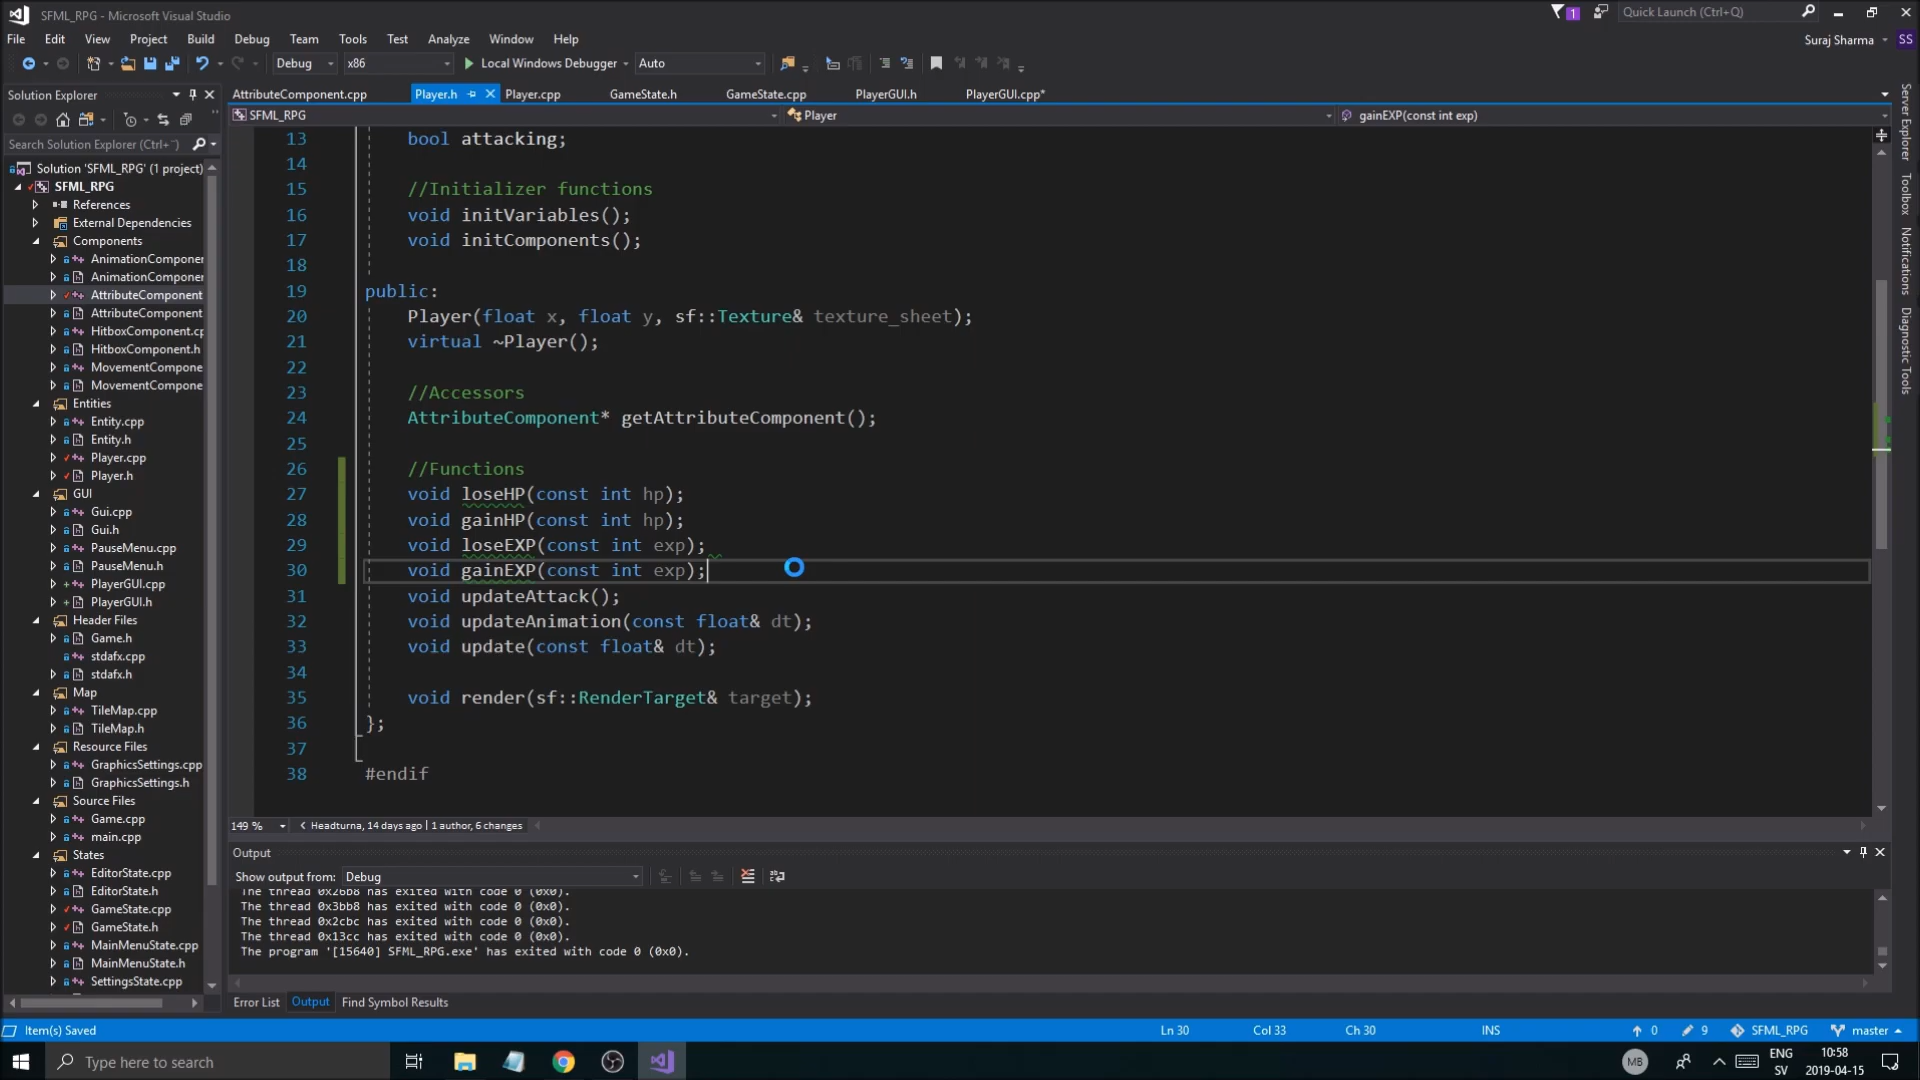 SFML_RPG - Microsoft Visual Studio
1
Quick Launch (Ctrl+Q)
File Edit View Project Build Debug Team Tools Test Analyze Window Help
Suraj Sharma SS
Debug x86 Local Windows Debugger Auto
Solution Explorer
AttributeComponent.cpp Player.h Player.cpp GameState.h GameState.cpp PlayerGUI.h PlayerGUI.cpp*
SFML_RPG Player gainEXP(const int exp)
Search Solution Explorer (Ctrl+¨)
Solution 'SFML_RPG' (1 project)
SFML_RPG
References
External Dependencies
Components
AnimationComponer
AnimationComponer
AttributeComponent
AttributeComponent
HitboxComponent.cp
HitboxComponent.h
MovementCompone
MovementCompone
Entities
Entity.cpp
Entity.h
Player.cpp
Player.h
GUI
Gui.cpp
Gui.h
PauseMenu.cpp
PauseMenu.h
PlayerGUI.cpp
PlayerGUI.h
Header Files
Game.h
stdafx.cpp
stdafx.h
Map
TileMap.cpp
TileMap.h
Resource Files
GraphicsSettings.cpp
GraphicsSettings.h
Source Files
Game.cpp
main.cpp
States
EditorState.cpp
EditorState.h
GameState.cpp
GameState.h
MainMenuState.cpp
MainMenuState.h
SettingsState.cpp
13 bool attacking;
14
15 //Initializer functions
16 void initVariables();
17 void initComponents();
18
19 public:
20 Player(float x, float y, sf::Texture& texture_sheet);
21 virtual ~Player();
22
23 //Accessors
24 AttributeComponent* getAttributeComponent();
25
26 //Functions
27 void loseHP(const int hp);
28 void gainHP(const int hp);
29 void loseEXP(const int exp);
30 void gainEXP(const int exp);
31 void updateAttack();
32 void updateAnimation(const float& dt);
33 void update(const float& dt);
34
35 void render(sf::RenderTarget& target);
36 };
37
38 #endif
149 % Headturna, 14 days ago | 1 author, 6 changes
Output
Show output from: Debug
The thread 0x26b8 has exited with code 0 (0x0).
The thread 0x3bb8 has exited with code 0 (0x0).
The thread 0x2cbc has exited with code 0 (0x0).
The thread 0x13cc has exited with code 0 (0x0).
The program '[15640] SFML_RPG.exe' has exited with code 0 (0x0).
Error List Output Find Symbol Results
Server Explorer
Toolbox
Notifications
Diagnostic Tools
Item(s) Saved Ln 30 Col 33 Ch 30 INS 0 9 SFML_RPG master
Type here to search
MB
ENG
SV
10:58
2019-04-15